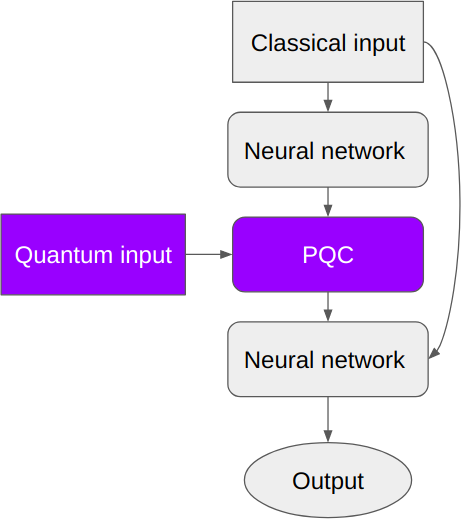 Classical input
Neural network
Quantum input
PQC
Neural network
Output